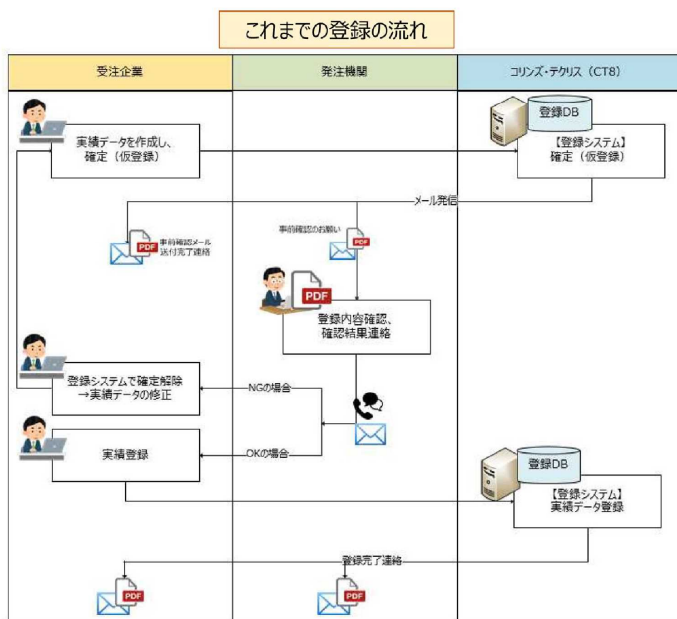 これまでの登録の流れ
受注企業
発注機関
コリンズ・テクリス（CT8）
登録DB
実績データを作成し、
確定（仮登録）
【登録システム】
確定（仮登録）
メール発信
事前確認メール
送付完了連絡
PDF
事前確認のお願い
PDF
PDF
登録内容確認、
確認結果連絡
登録システムで確定解除
→実績データの修正
NGの場合
実績登録
OKの場合
登録DB
【登録システム】
実績データ登録
登録完了連絡
PDF
PDF